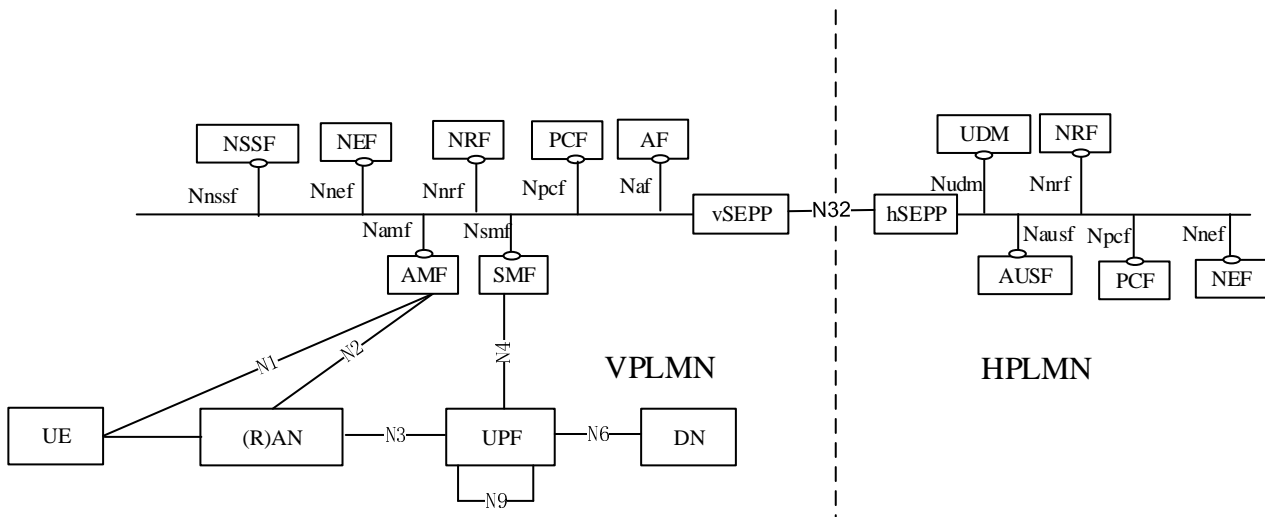 NSSF NEF NRF PCF AF UDM NRF
Nnssf Nnef Nnrf Npcf Naf Nudm Nnrf
vSEPP N32 hSEPP
Namf Nsmf Nausf Npcf Nnef
AMF SMF AUSF PCF NEF
N1 N2 N4 VPLMN HPLMN
UE (R)AN N3 UPF N6 DN
N9